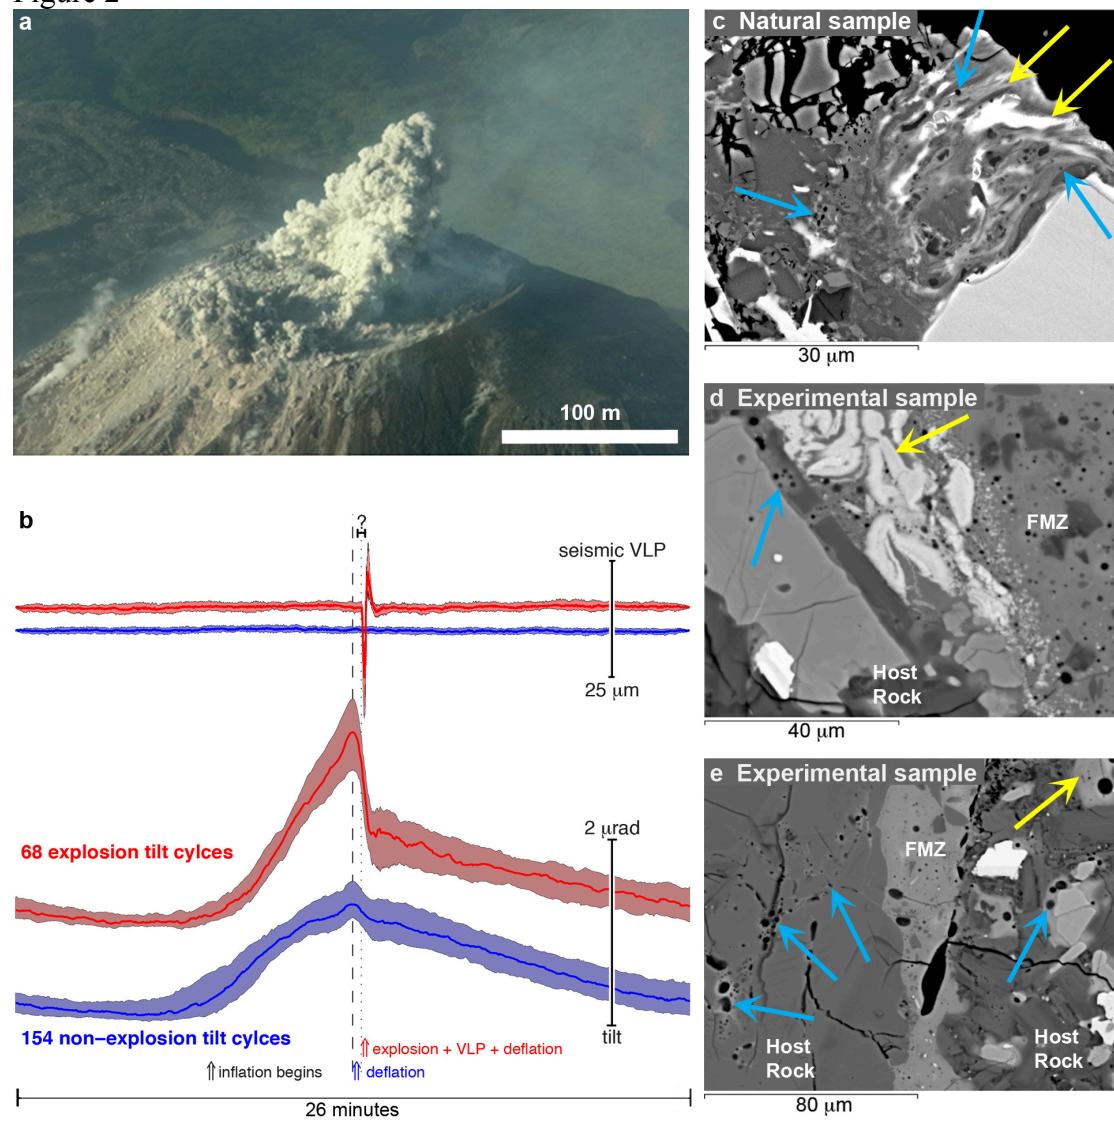 Figure 2
a
100 m
b
?
seismic VLP
25 μm
68 explosion tilt cylces
2 μrad
154 non–explosion tilt cylces
tilt
⇑ explosion + VLP + deflation
⇑ inflation begins
⇑ deflation
26 minutes
c Natural sample
30 μm
d Experimental sample
FMZ
Host
Rock
40 μm
e Experimental sample
FMZ
Host
Rock
Host
Rock
80 μm